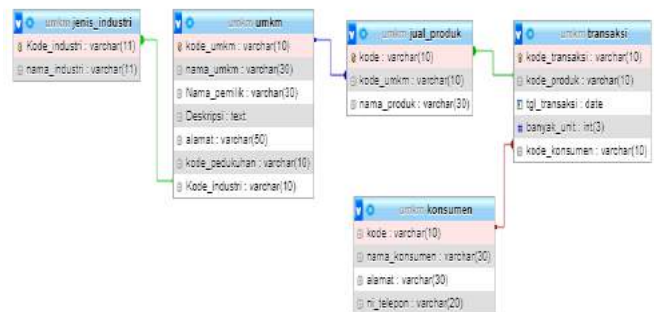 umkm jenis_industri
Kode_industri : varchar(11)
nama_industri : varchar(11)
umkm umkm
kode_umkm : varchar(10)
nama_umkm : varchar(30)
Nama_pemilik : varchar(30)
Deskripsi : text
alamat : varchar(50)
kode_pedukuhan : varchar(10)
Kode_industri : varchar(10)
umkm jual_produk
kode : varchar(10)
kode_umkm : varchar(10)
nama_produk : varchar(30)
umkm transaksi
kode_transaksi : varchar(10)
kode_produk : varchar(10)
tgl_transaksi : date
banyak_unit : int(3)
kode_konsumen : varchar(10)
umkm konsumen
kode : varchar(10)
nama_konsumen : varchar(30)
alamat : varchar(30)
ni_telepon : varchar(20)